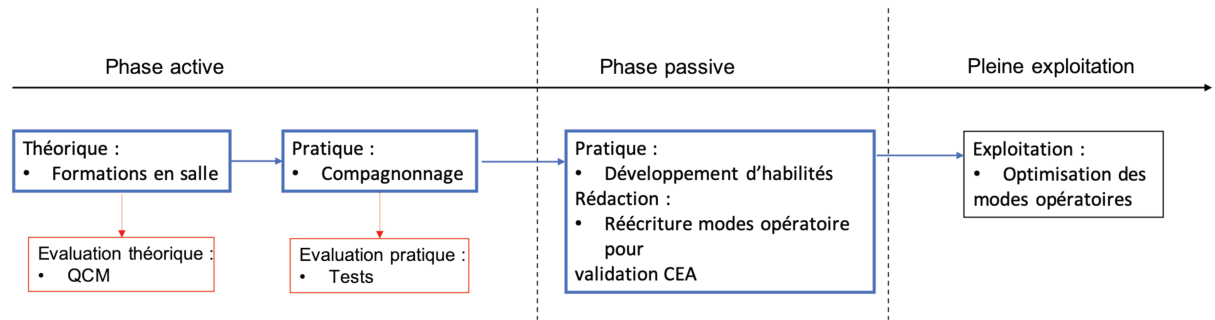 Phase active
Phase passive
Pleine exploitation
Théorique :
• Formations en salle
Pratique :
• Compagnonnage
Pratique :
• Développement d’habilités
Rédaction :
• Réécriture modes opératoire
pour
validation CEA
Exploitation :
• Optimisation des
modes opératoires
Evaluation théorique :
• QCM
Evaluation pratique :
• Tests